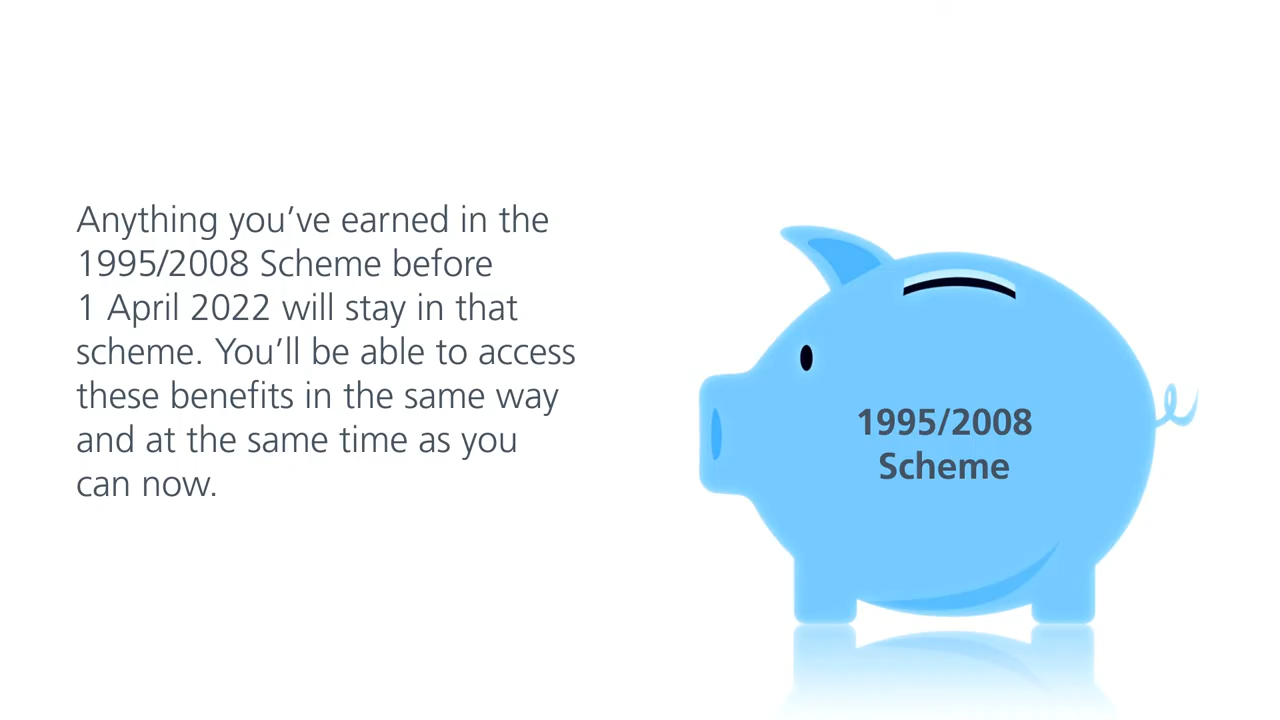 Anything you’ve earned in the
1995/2008 Scheme before
1 April 2022 will stay in that
scheme. You’ll be able to access
these benefits in the same way
and at the same time as you
can now.
1995/2008
Scheme